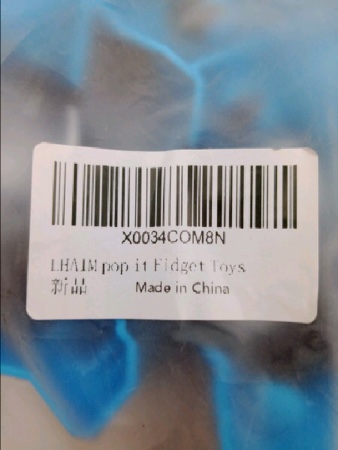 X0034COM8N
LHAIM pop it Fidget Toys
新品 Made in China